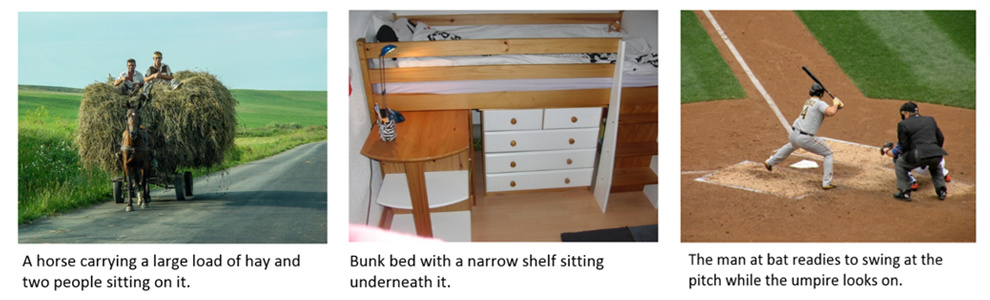 A horse carrying a large load of hay and
two people sitting on it.
Bunk bed with a narrow shelf sitting
underneath it.
The man at bat readies to swing at the
pitch while the umpire looks on.